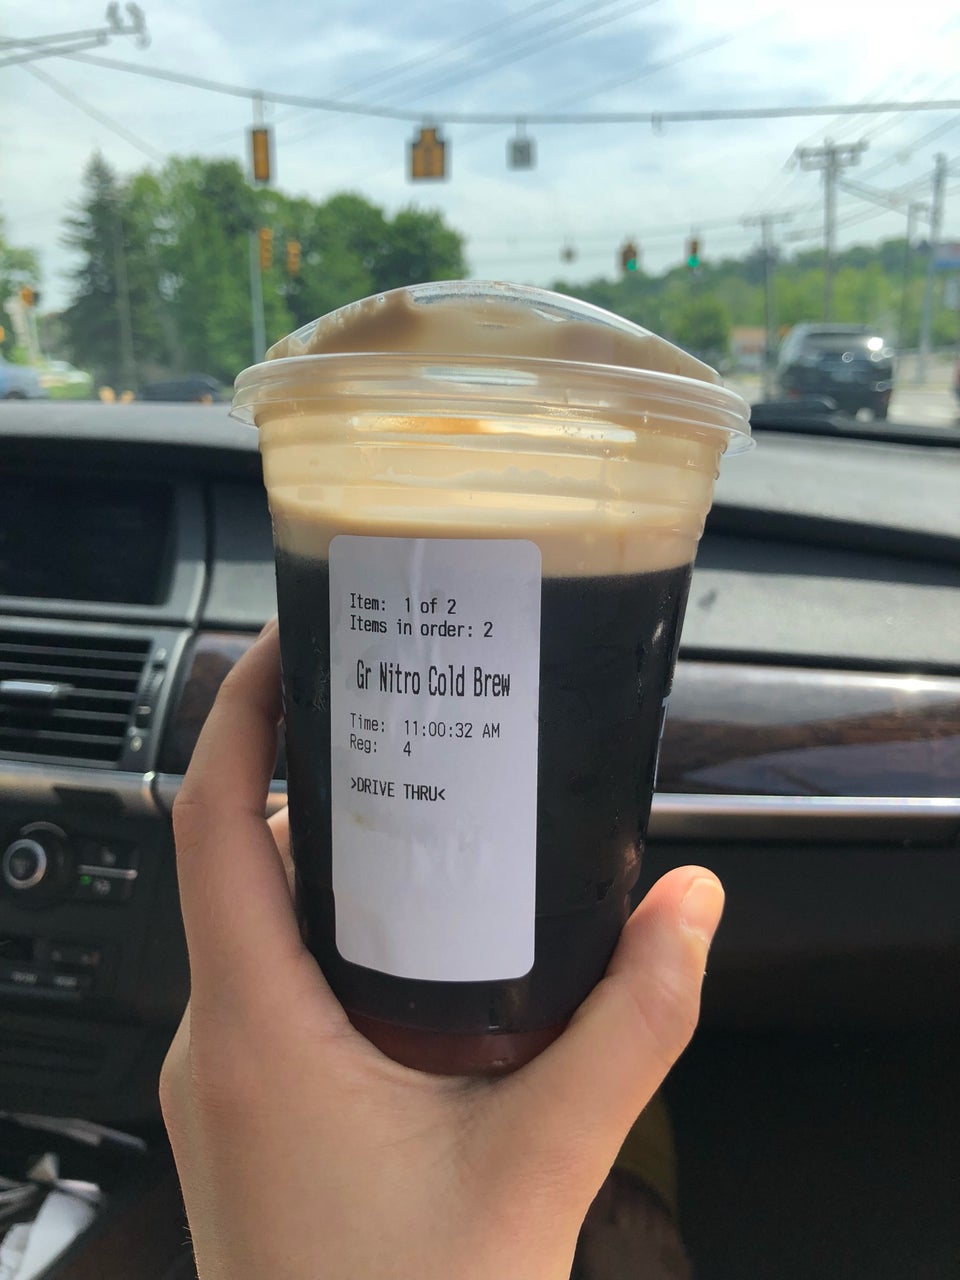 Item: 1 of 2
Items in order: 2
Gr Nitro Cold Brew
Time: 11:00:32 AM
Reg: 4
>DRIVE THRU<